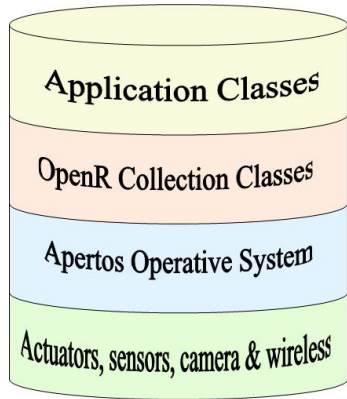 Application Classes
OpenR Collection Classes
Apertos Operative System
Actuators, sensors, camera & wireless